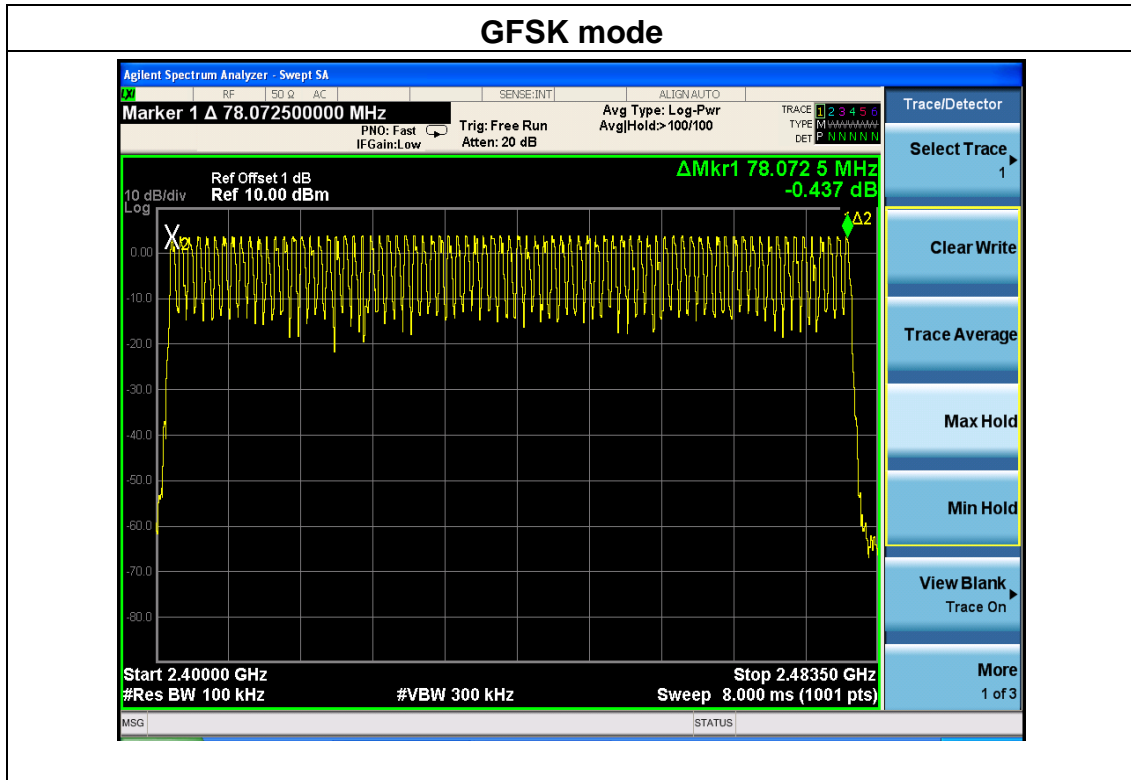 GFSK mode
Agilent Spectrum Analyzer - Swept SA
LXI RF 50 Ω AC SENSE:INT ALIGN AUTO
Marker 1 Δ 78.072500000 MHz
PNO: Fast
IFGain:Low
Trig: Free Run
Atten: 20 dB
Avg Type: Log-Pwr
Avg|Hold:>100/100
TRACE 1 2 3 4 5 6
TYPE M
DET P N N N N N
Ref Offset 1 dB
10 dB/div Ref 10.00 dBm
Log
ΔMkr1 78.072 5 MHz
-0.437 dB
X2
1Δ2
0.00
-10.0
-20.0
-30.0
-40.0
-50.0
-60.0
-70.0
-80.0
Start 2.40000 GHz Stop 2.48350 GHz
#Res BW 100 kHz #VBW 300 kHz Sweep 8.000 ms (1001 pts)
MSG STATUS
Trace/Detector
Select Trace
1
Clear Write
Trace Average
Max Hold
Min Hold
View Blank
Trace On
More
1 of 3